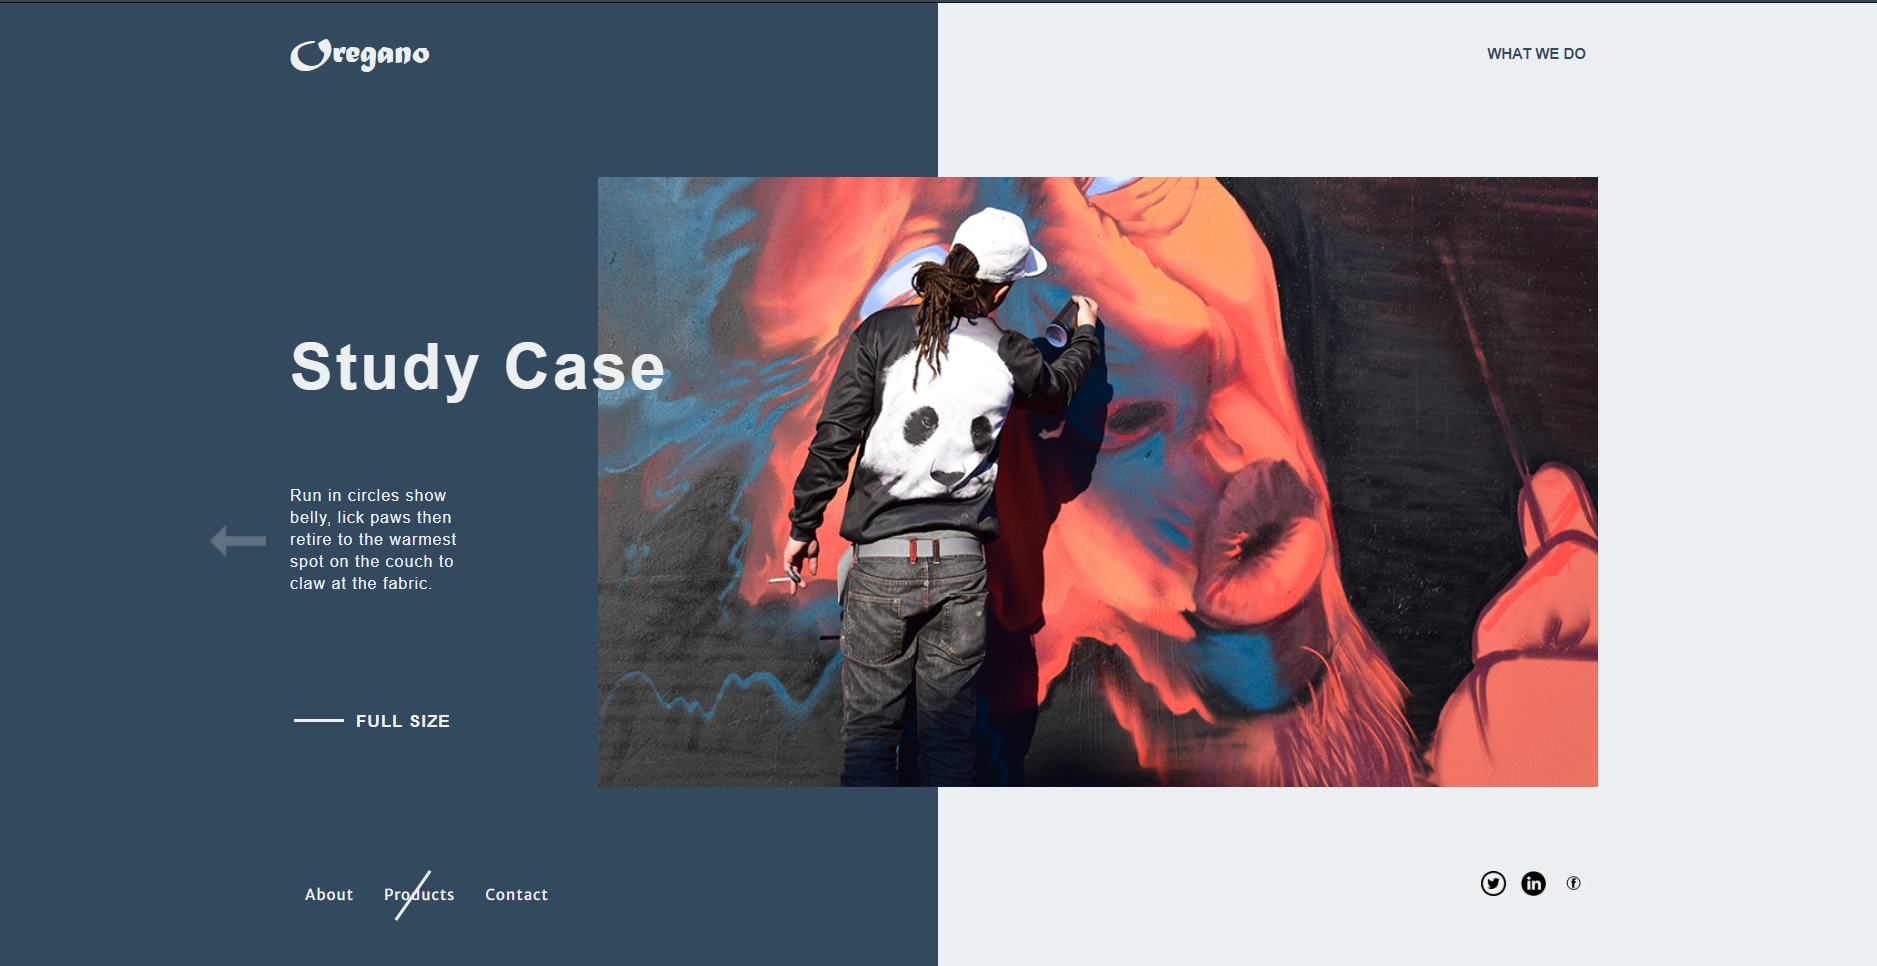 Oregano
WHAT WE DO
Study Case
Run in circles show
belly, lick paws then
retire to the warmest
spot on the couch to
claw at the fabric.
FULL SIZE
About Products Contact
in f